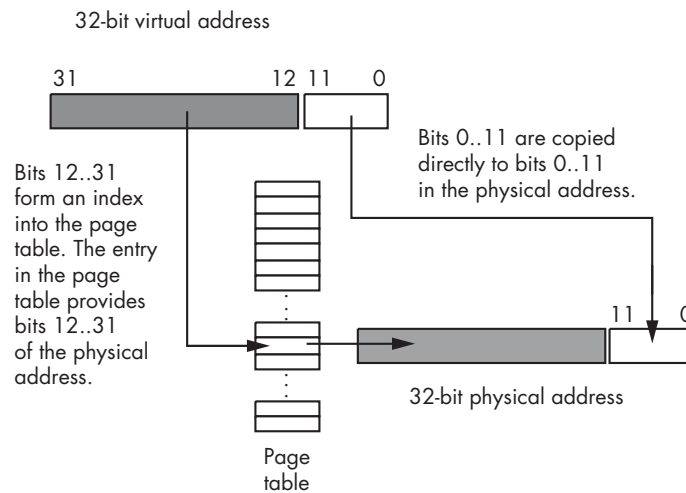 32-bit virtual address
31 12 11 0
Bits 0..11 are copied
directly to bits 0..11
in the physical address.
Bits 12..31
form an index
into the page
table. The entry
in the page
table provides
bits 12..31
of the physical
address.
11 0
32-bit physical address
Page
table